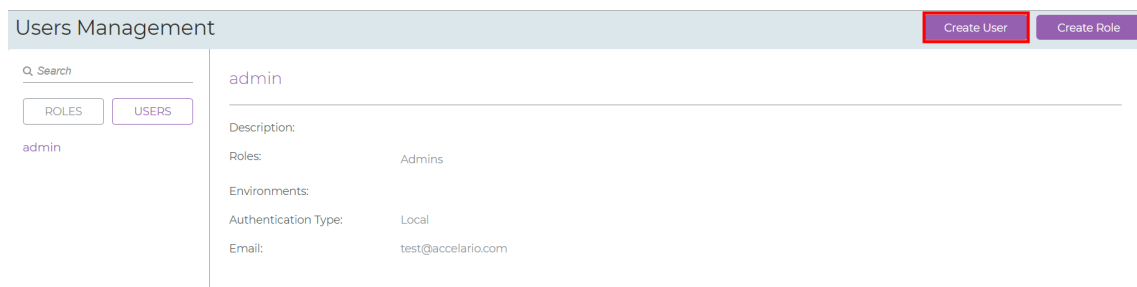 Users Management
Create User
Create Role
Search
ROLES
USERS
admin
admin
Description:
Roles: Admins
Environments:
Authentication Type: Local
Email: test@accelario.com